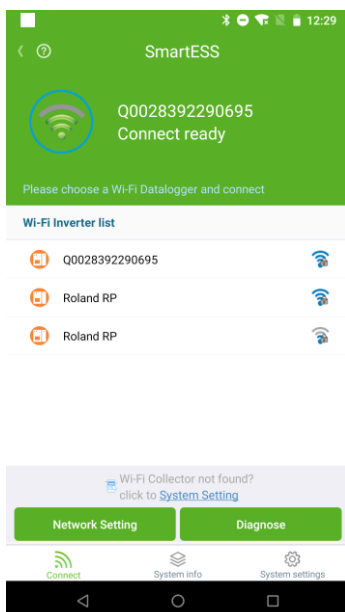 12:29
SmartESS
Q0028392290695
Connect ready
Please choose a Wi-Fi Datalogger and connect
Wi-Fi Inverter list
Q0028392290695
Roland RP
Roland RP
Wi-Fi Collector not found?
click to System Setting
Network Setting
Diagnose
Connect
System info
System settings